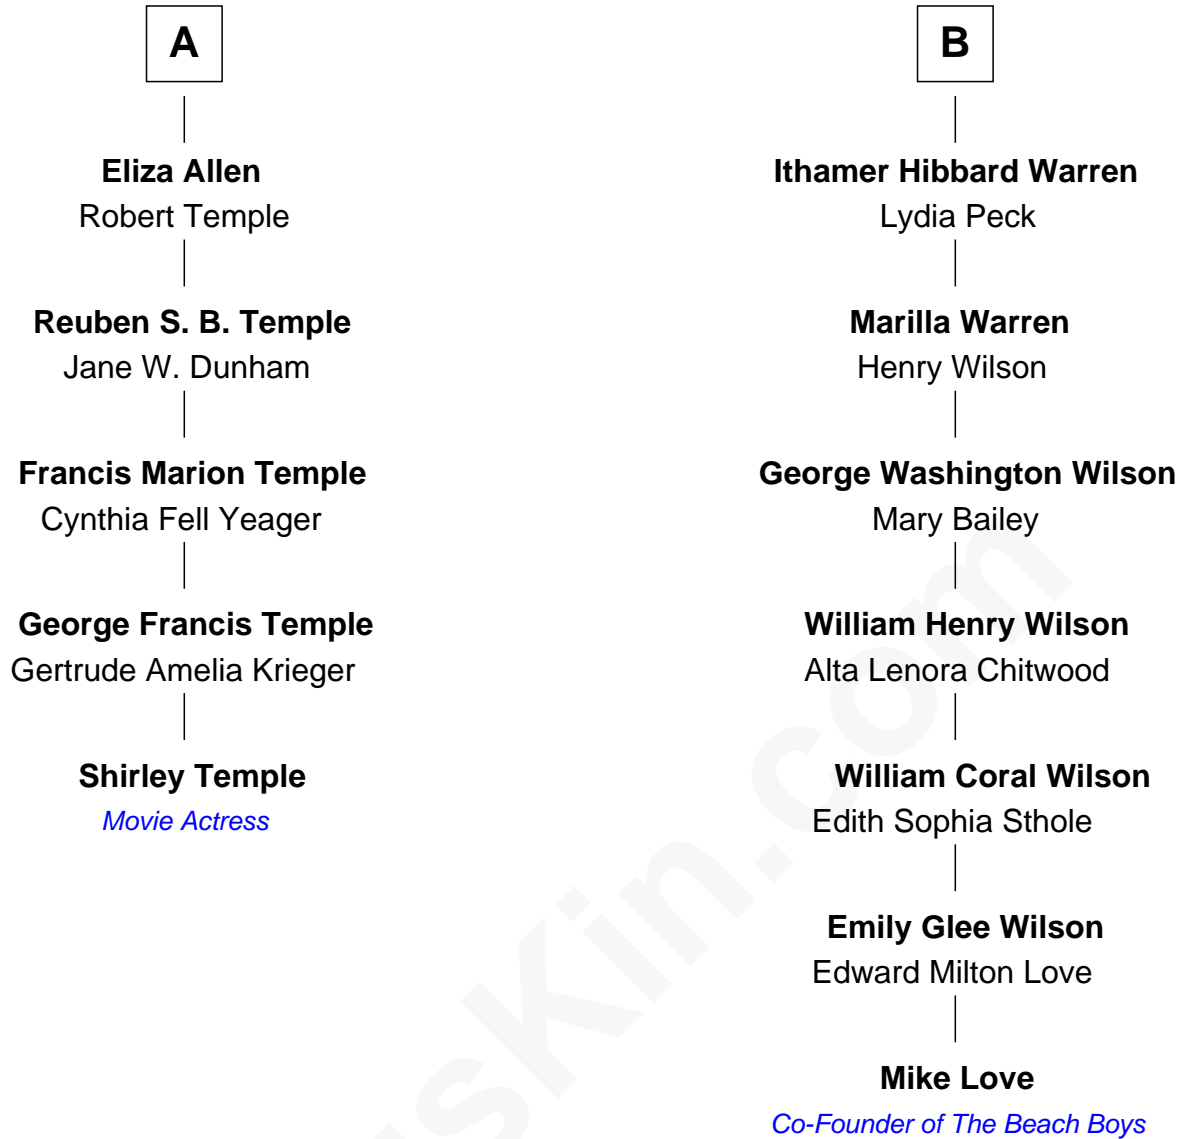 A
Eliza Allen
Robert Temple
Reuben S. B. Temple
Jane W. Dunham
Francis Marion Temple
Cynthia Fell Yeager
George Francis Temple
Gertrude Amelia Krieger
Shirley Temple
Movie Actress
B
Ithamer Hibbard Warren
Lydia Peck
Marilla Warren
Henry Wilson
George Washington Wilson
Mary Bailey
William Henry Wilson
Alta Lenora Chitwood
William Coral Wilson
Edith Sophia Sthole
Emily Glee Wilson
Edward Milton Love
Mike Love
Co-Founder of The Beach Boys
sKin.com